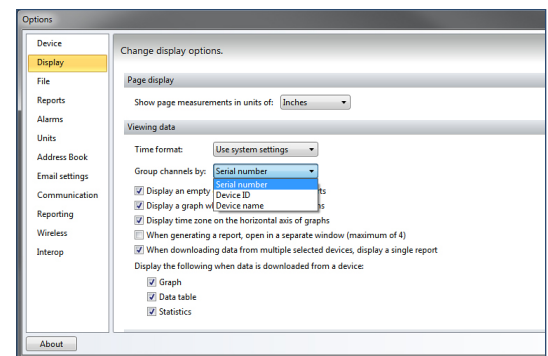 Options
Device
Display
File
Reports
Alarms
Units
Address Book
Email settings
Communication
Reporting
Wireless
Interop
About
Change display options.
Page display
Show page measurements in units of: Inches
Viewing data
Time format: Use system settings
Group channels by: Serial number
Serial number
Device ID
Device name
Display an empty
Display a graph
Display time zone on the horizontal axis of graphs
When generating a report, open in a separate window (maximum of 4)
When downloading data from multiple selected devices, display a single report
Display the following when data is downloaded from a device:
Graph
Data table
Statistics